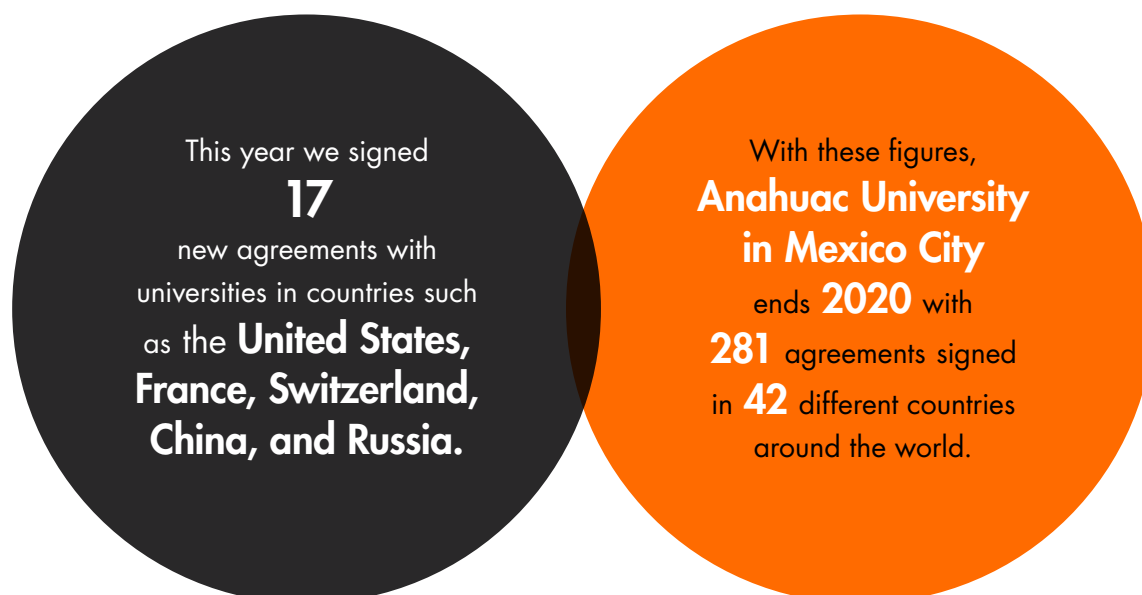 This year we signed
17
new agreements with
universities in countries such
as the United States,
France, Switzerland,
China, and Russia.
With these figures,
Anahuac University
in Mexico City
ends 2020 with
281 agreements signed
in 42 different countries
around the world.